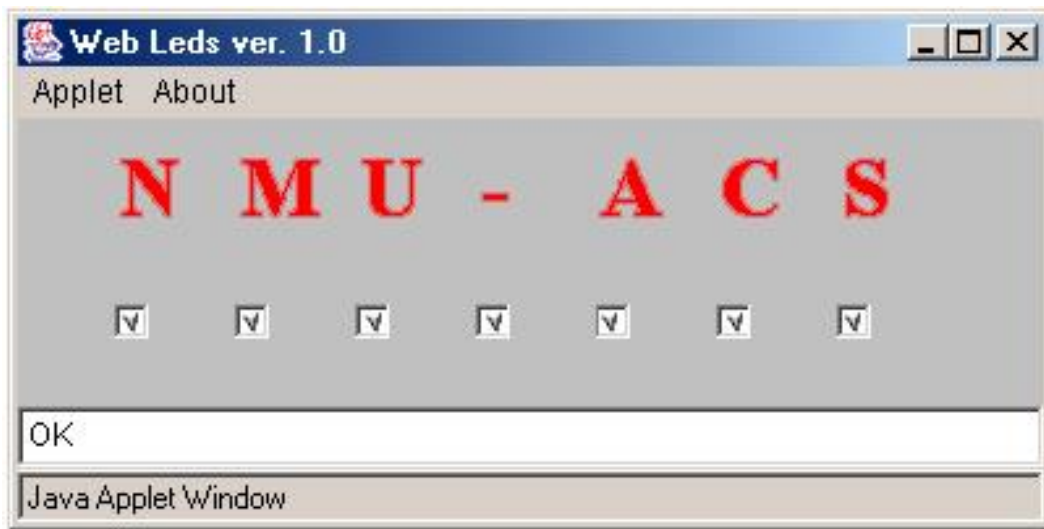 Web Leds ver. 1.0
Applet About
N M U - A C S
OK
Java Applet Window